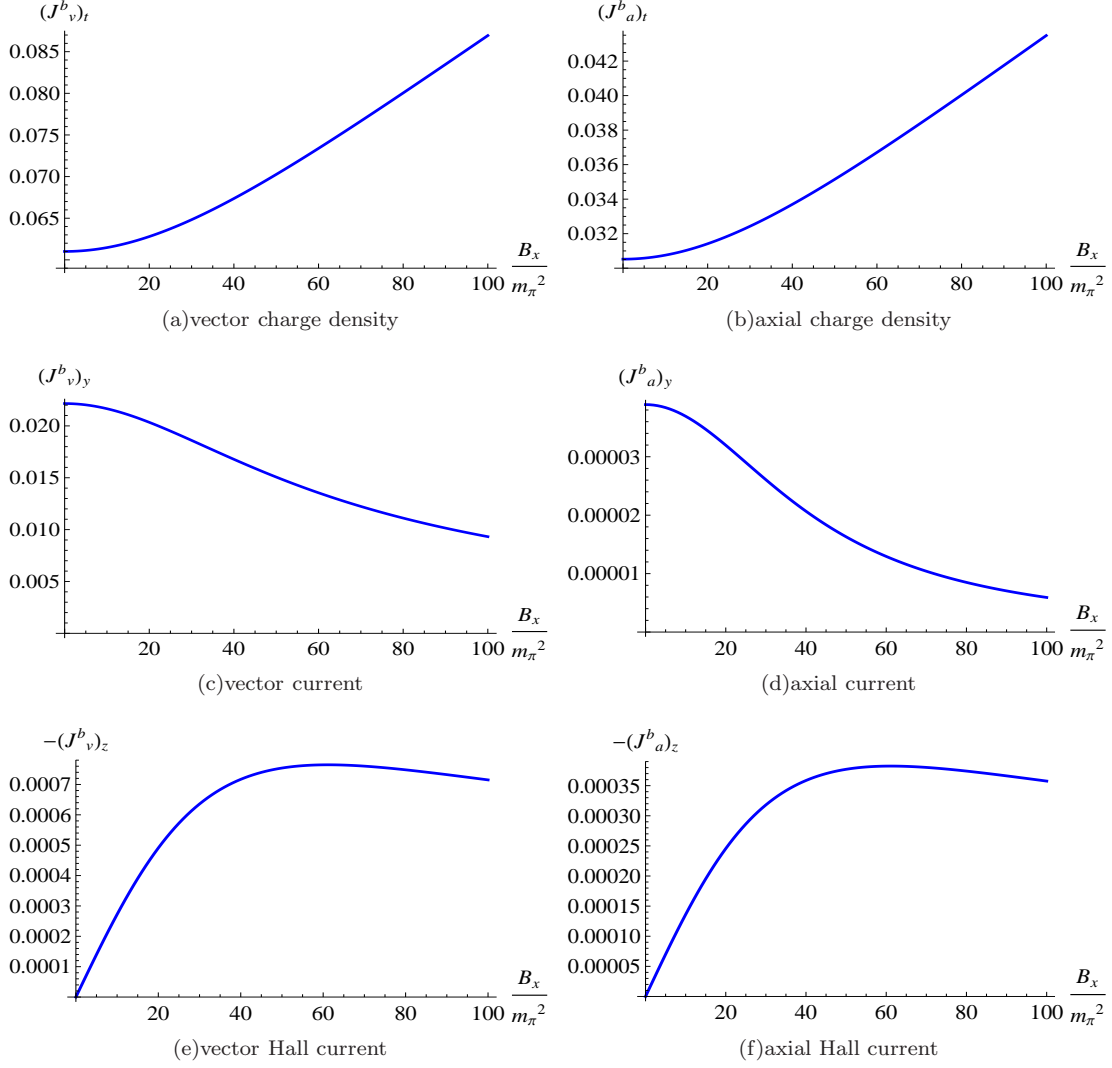 (J^b_v)_t
0.085
0.080
0.075
0.070
0.065
20 40 60 80 100
B_x / m_π^2
(a)vector charge density
(J^b_a)_t
0.042
0.040
0.038
0.036
0.034
0.032
20 40 60 80 100
B_x / m_π^2
(b)axial charge density
(J^b_v)_y
0.020
0.015
0.010
0.005
20 40 60 80 100
B_x / m_π^2
(c)vector current
(J^b_a)_y
0.00003
0.00002
0.00001
20 40 60 80 100
B_x / m_π^2
(d)axial current
−(J^b_v)_z
0.0007
0.0006
0.0005
0.0004
0.0003
0.0002
0.0001
20 40 60 80 100
B_x / m_π^2
(e)vector Hall current
−(J^b_a)_z
0.00035
0.00030
0.00025
0.00020
0.00015
0.00010
0.00005
20 40 60 80 100
B_x / m_π^2
(f)axial Hall current